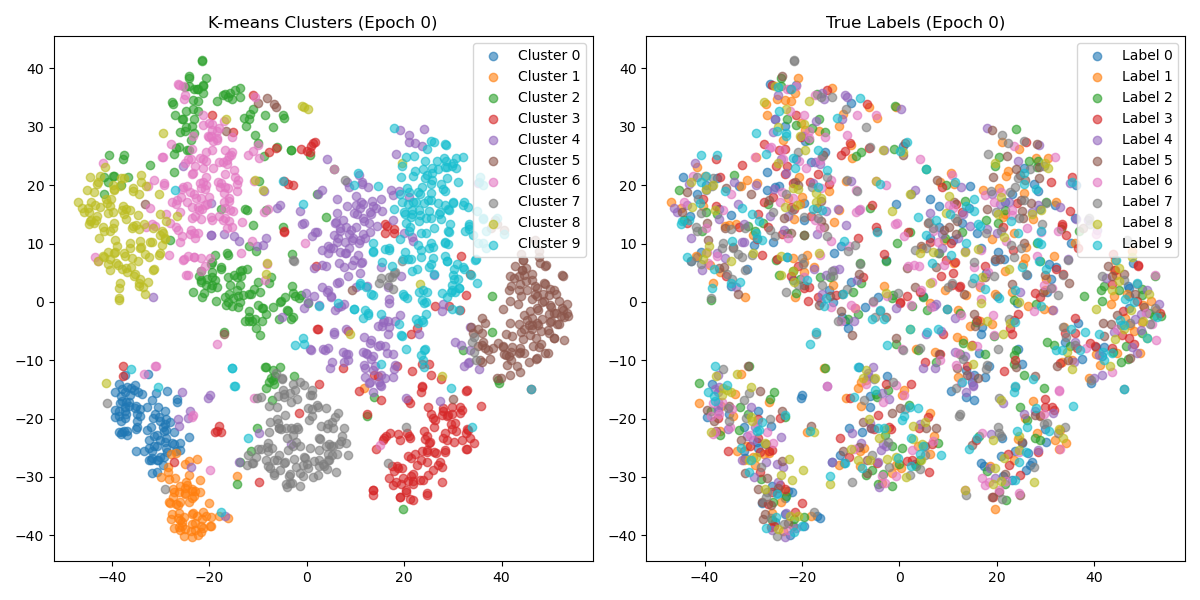 K-means Clusters (Epoch 0)
40
30
20
10
0
−10
−20
−30
−40
−40
−20
0
20
40
Cluster 0
Cluster 1
Cluster 2
Cluster 3
Cluster 4
Cluster 5
Cluster 6
Cluster 7
Cluster 8
Cluster 9
True Labels (Epoch 0)
40
30
20
10
0
−10
−20
−30
−40
−40
−20
0
20
40
Label 0
Label 1
Label 2
Label 3
Label 4
Label 5
Label 6
Label 7
Label 8
Label 9